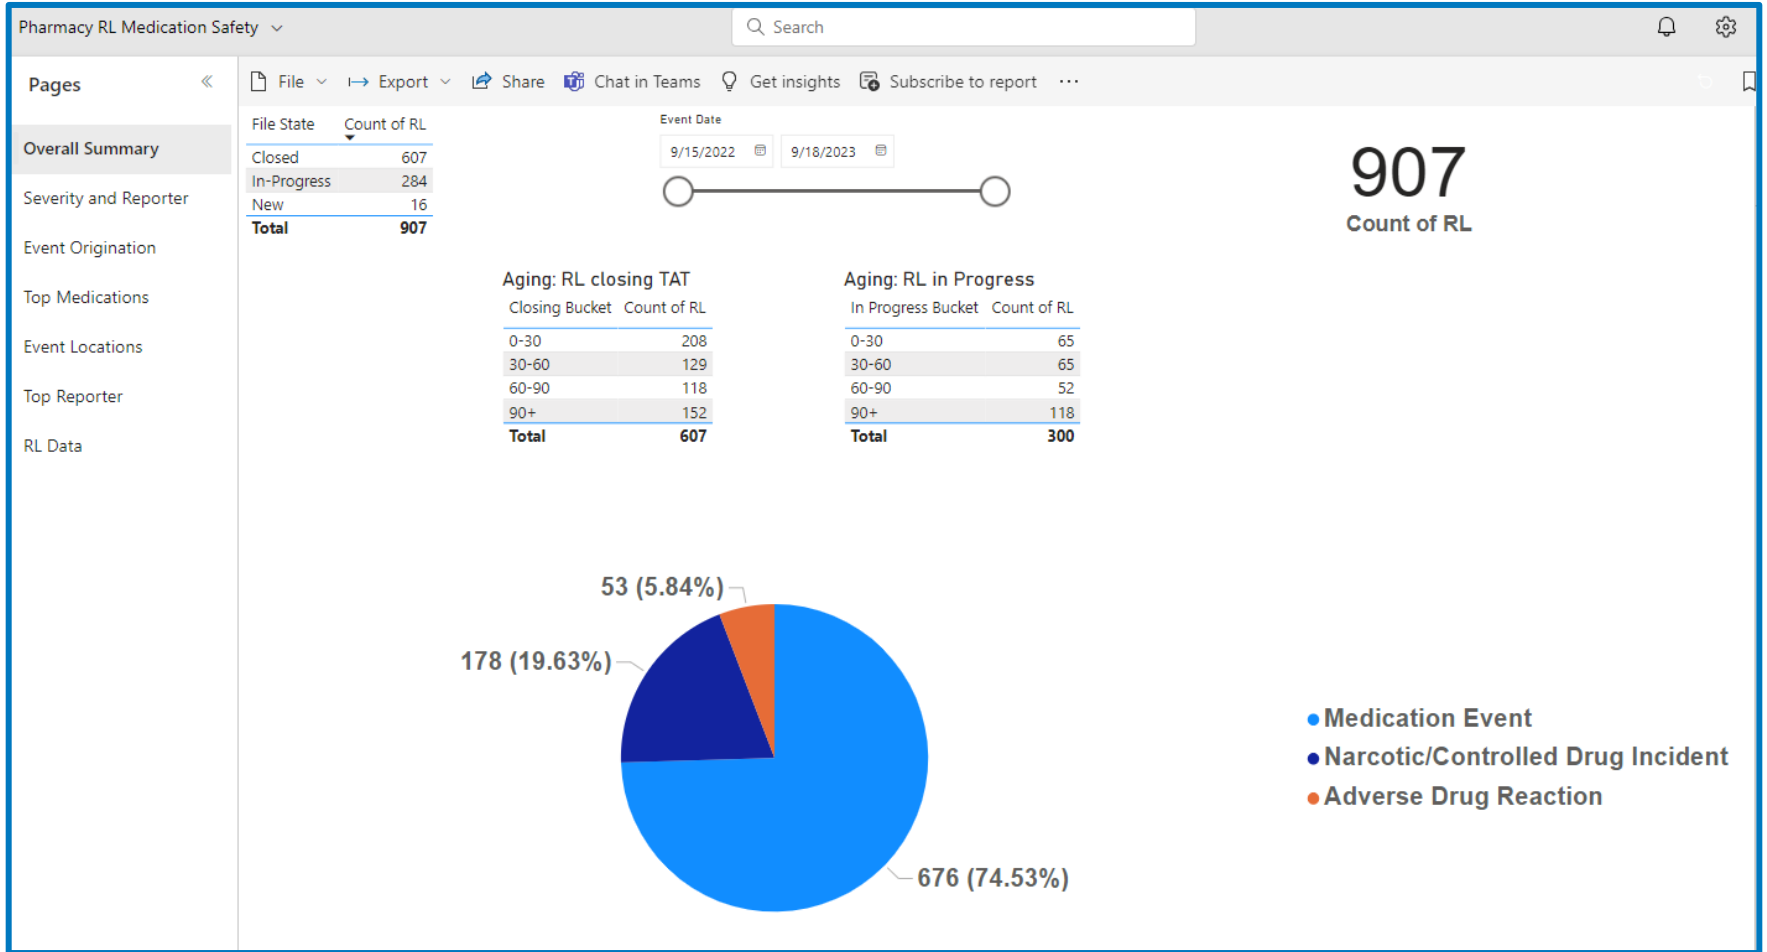 Pharmacy RL Medication Safety
Search
Pages
File
Export
Share
Chat in Teams
Get insights
Subscribe to report
...
Overall Summary
Severity and Reporter
Event Origination
Top Medications
Event Locations
Top Reporter
RL Data
File State Count of RL
Closed 607
In-Progress 284
New 16
Total 907
Event Date
9/15/2022 9/18/2023
907
Count of RL
Aging: RL closing TAT
Closing Bucket Count of RL
0-30 208
30-60 129
60-90 118
90+ 152
Total 607
Aging: RL in Progress
In Progress Bucket Count of RL
0-30 65
30-60 65
60-90 52
90+ 118
Total 300
53 (5.84%)
178 (19.63%)
676 (74.53%)
Medication Event
Narcotic/Controlled Drug Incident
Adverse Drug Reaction